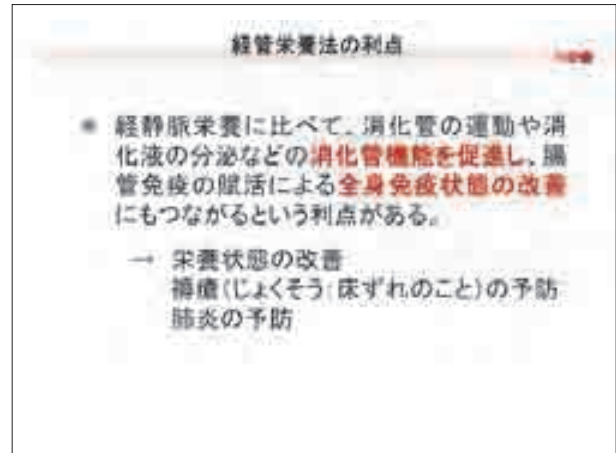 経管栄養法の利点
経静脈栄養に比べて、消化管の運動や消
化液の分泌などの消化管機能を促進し、腸
管免疫の賦活による全身免疫状態の改善
にもつながるという利点がある。
→ 栄養状態の改善
褥瘡(じょくそう:床ずれのこと)の予防
肺炎の予防